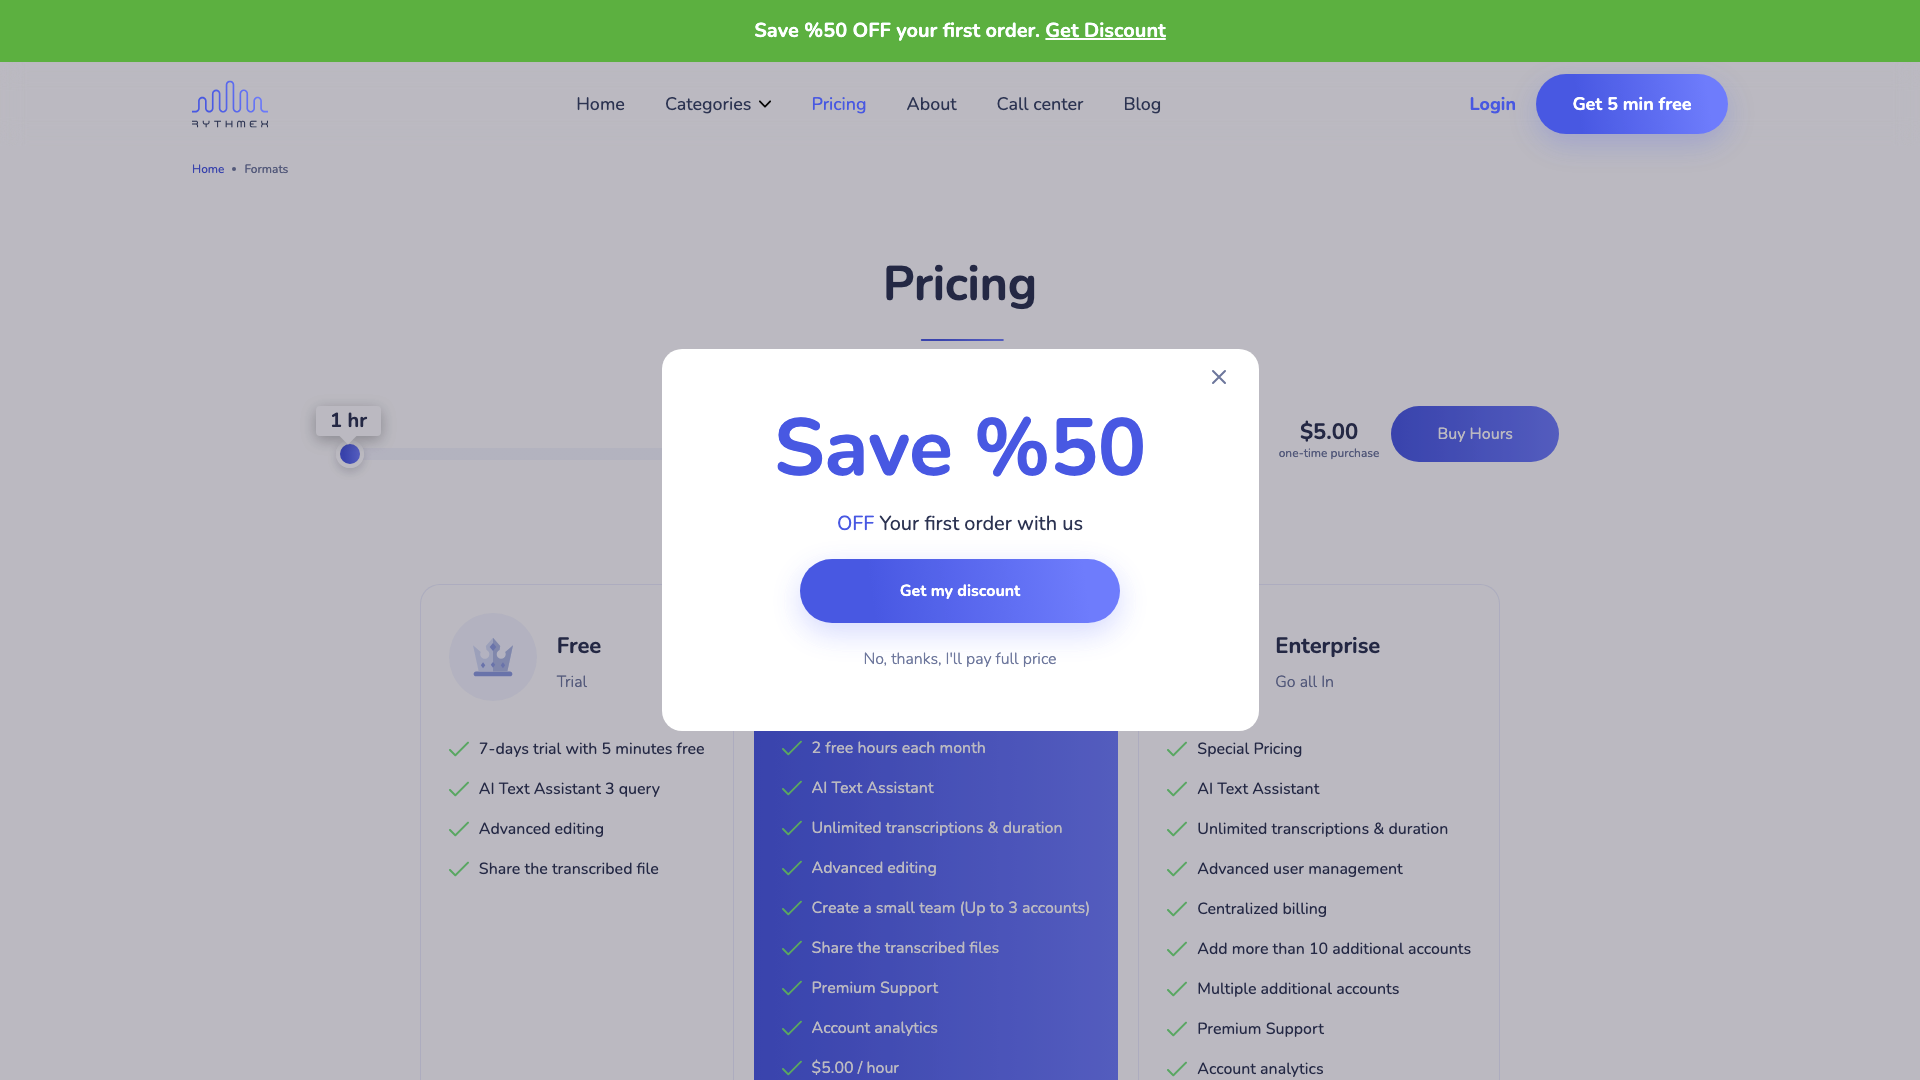 Save %50 OFF your first order. Get Discount
RYTHMEX
Home
Categories
Pricing
About
Call center
Blog
Login
Get 5 min free
Home • Formats
Pricing
1 hr
$5.00
one-time purchase
Buy Hours
Save %50
OFF Your first order with us
Get my discount
No, thanks, I'll pay full price
Free
Trial
7-days trial with 5 minutes free
AI Text Assistant 3 query
Advanced editing
Share the transcribed file
2 free hours each month
AI Text Assistant
Unlimited transcriptions & duration
Advanced editing
Create a small team (Up to 3 accounts)
Share the transcribed files
Premium Support
Account analytics
$5.00 / hour
Enterprise
Go all In
Special Pricing
AI Text Assistant
Unlimited transcriptions & duration
Advanced user management
Centralized billing
Add more than 10 additional accounts
Multiple additional accounts
Premium Support
Account analytics